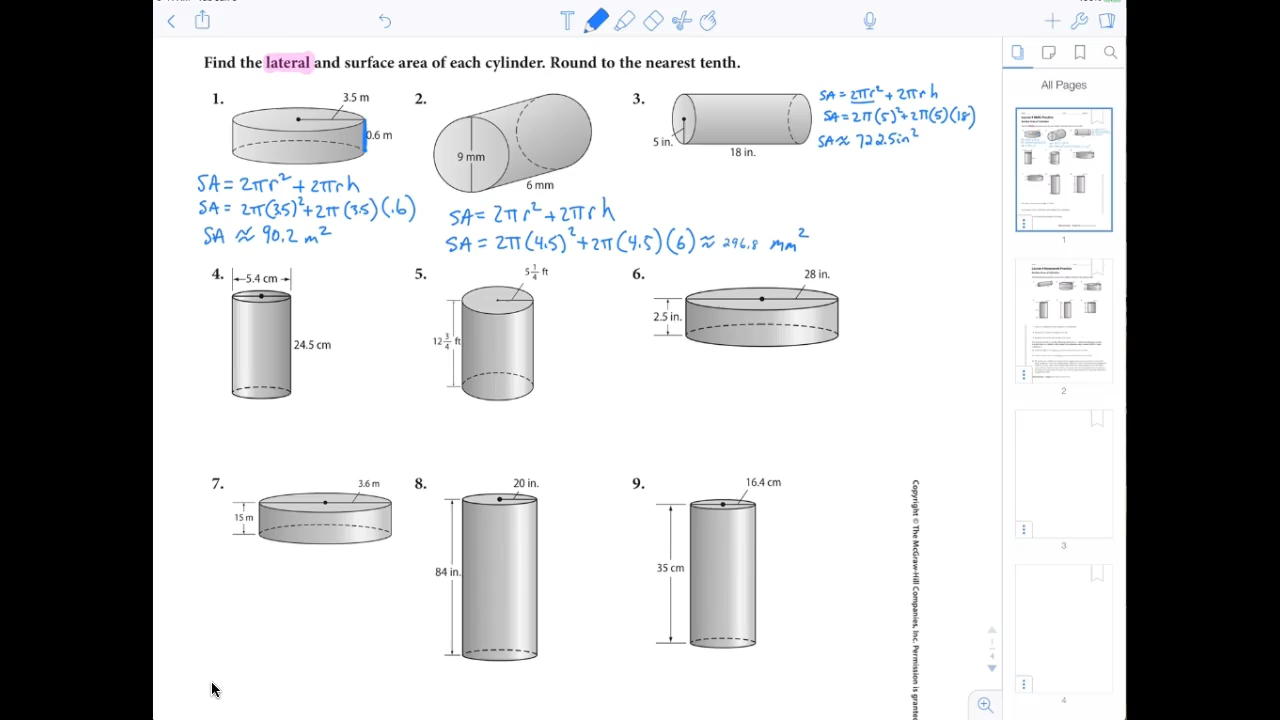 Find the lateral and surface area of each cylinder. Round to the nearest tenth.
1.
3.5 m
0.6 m
SA = 2πr² + 2πrh
SA = 2π(3.5)² + 2π(3.5)(.6)
SA ≈ 90.2 m²
2.
9 mm
6 mm
SA = 2πr² + 2πrh
SA = 2π(4.5)² + 2π(4.5)(6) ≈ 296.8 mm²
3.
5 in.
18 in.
SA = 2πr² + 2πrh
SA = 2π(5)² + 2π(5)(18)
SA ≈ 722.5in²
4.
5.4 cm
24.5 cm
5.
5 1/4 ft
12 3/4 ft
6.
28 in.
2.5 in.
7.
3.6 m
15 m
8.
20 in.
84 in.
9.
16.4 cm
35 cm
Copyright © The McGraw-Hill Companies, Inc. Permission is granted
All Pages
1
2
3
4